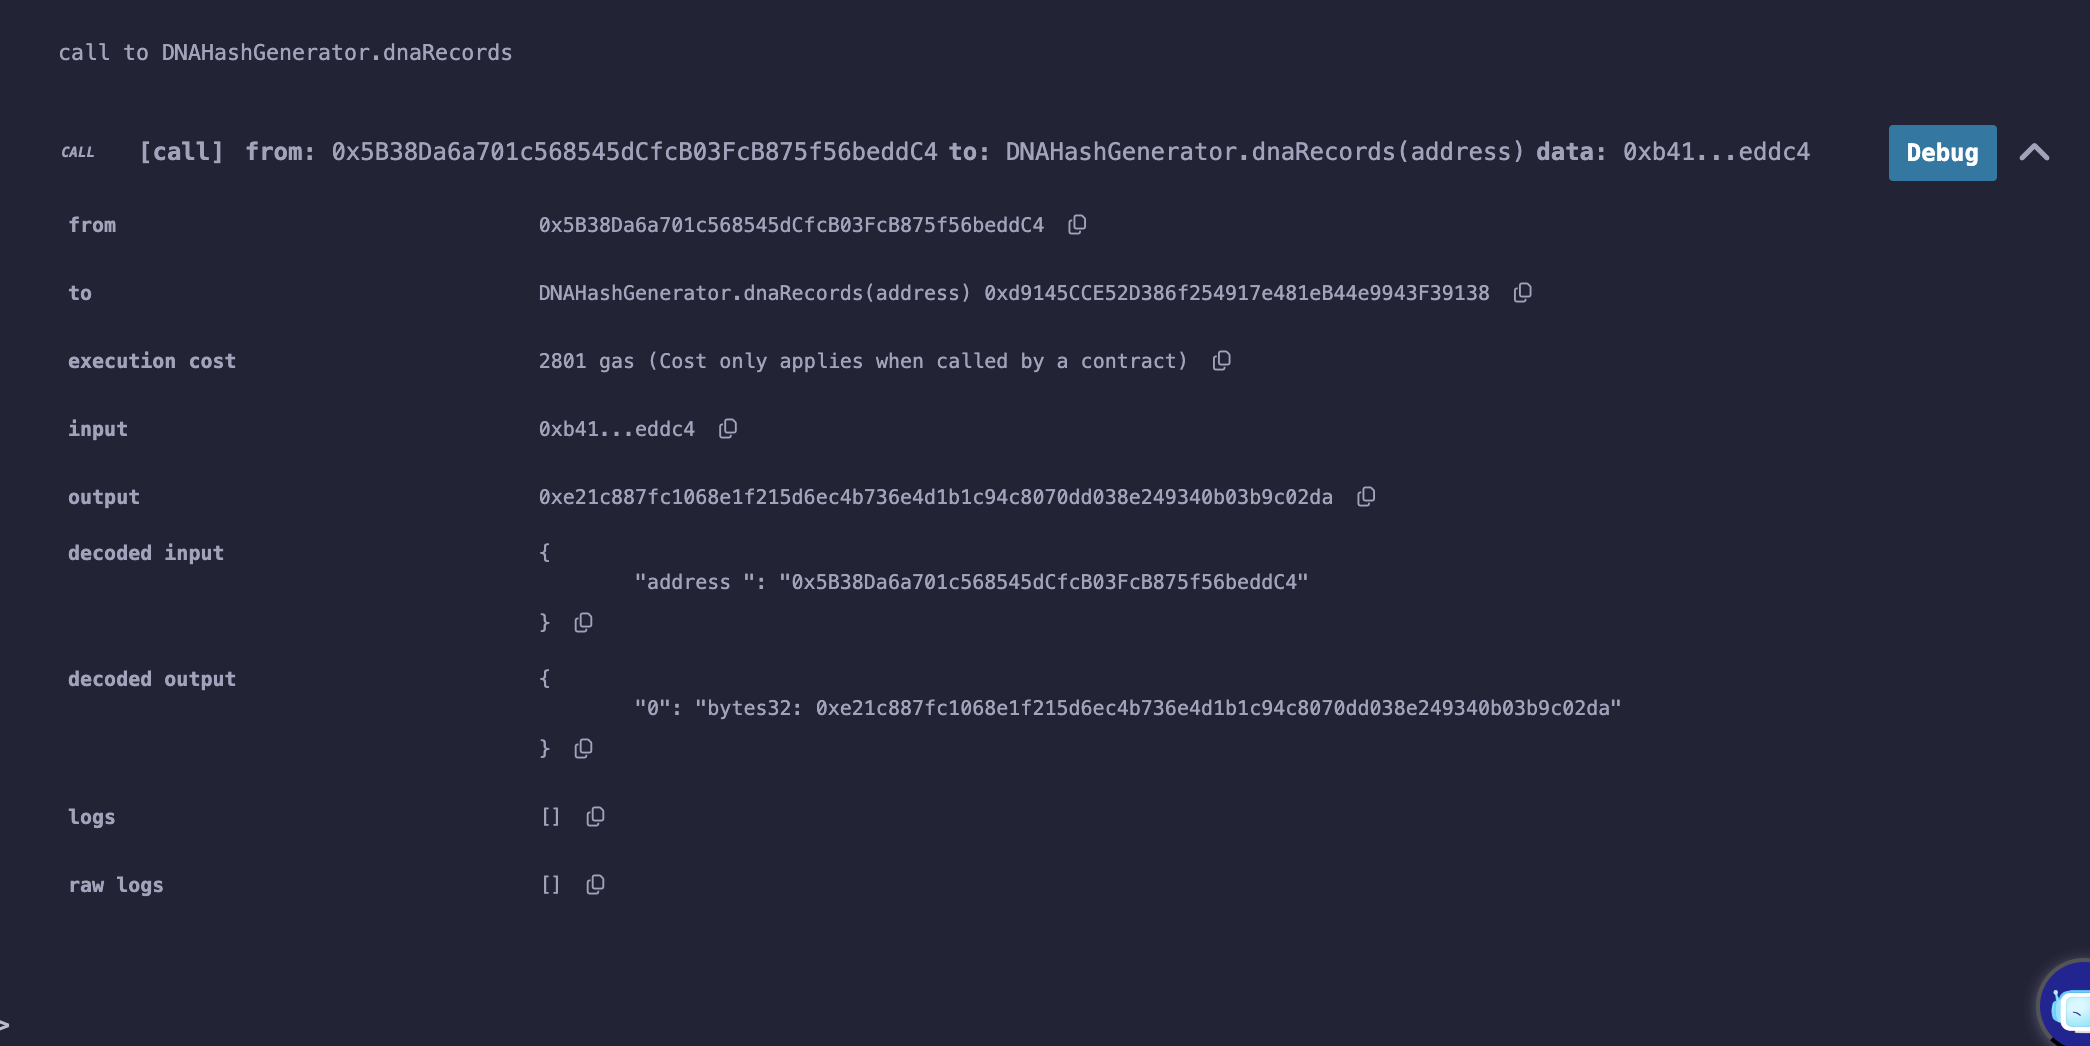 call to DNAHashGenerator.dnaRecords
CALL [call] from: 0x5B38Da6a701c568545dCfcB03FcB875f56beddC4 to: DNAHashGenerator.dnaRecords(address) data: 0xb41...eddc4 Debug
from 0x5B38Da6a701c568545dCfcB03FcB875f56beddC4
to DNAHashGenerator.dnaRecords(address) 0xd9145CCE52D386f254917e481eB44e9943F39138
execution cost 2801 gas (Cost only applies when called by a contract)
input 0xb41...eddc4
output 0xe21c887fc1068e1f215d6ec4b736e4d1b1c94c8070dd038e249340b03b9c02da
decoded input {
"address ": "0x5B38Da6a701c568545dCfcB03FcB875f56beddC4"
}
decoded output {
"0": "bytes32: 0xe21c887fc1068e1f215d6ec4b736e4d1b1c94c8070dd038e249340b03b9c02da"
}
logs []
raw logs []
>